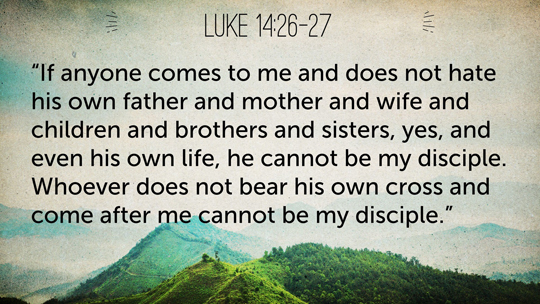 LUKE 14:26-27
“If anyone comes to me and does not hate
his own father and mother and wife and
children and brothers and sisters, yes, and
even his own life, he cannot be my disciple.
Whoever does not bear his own cross and
come after me cannot be my disciple.”